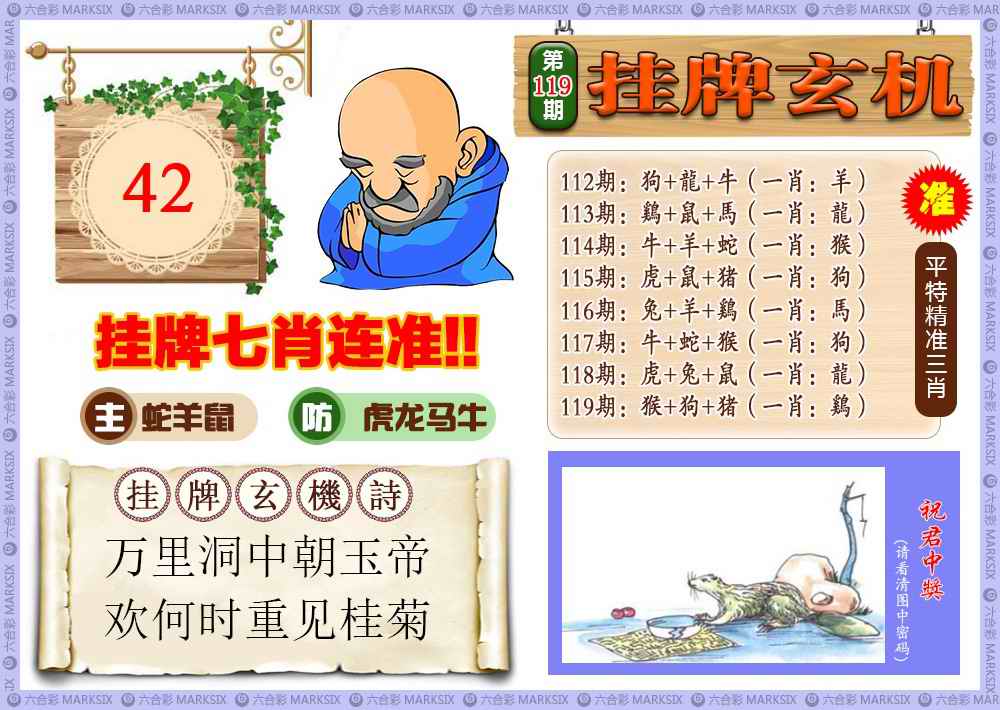 六合彩 MARKSIX
42
第
119
期
挂牌玄机
112期：狗+龍+牛（一肖：羊）
113期：鷄+鼠+馬（一肖：龍）
114期：牛+羊+蛇（一肖：猴）
115期：虎+鼠+猪（一肖：狗）
116期：兔+羊+鷄（一肖：馬）
117期：牛+蛇+猴（一肖：狗）
118期：虎+兔+鼠（一肖：龍）
119期：猴+狗+猪（一肖：鷄）
准
平特精准三肖
挂牌七肖连准!!
主 蛇羊鼠
防 虎龙马牛
挂牌玄機詩
万里洞中朝玉帝
欢何时重见桂菊
祝君中獎
(请看清图中密码)